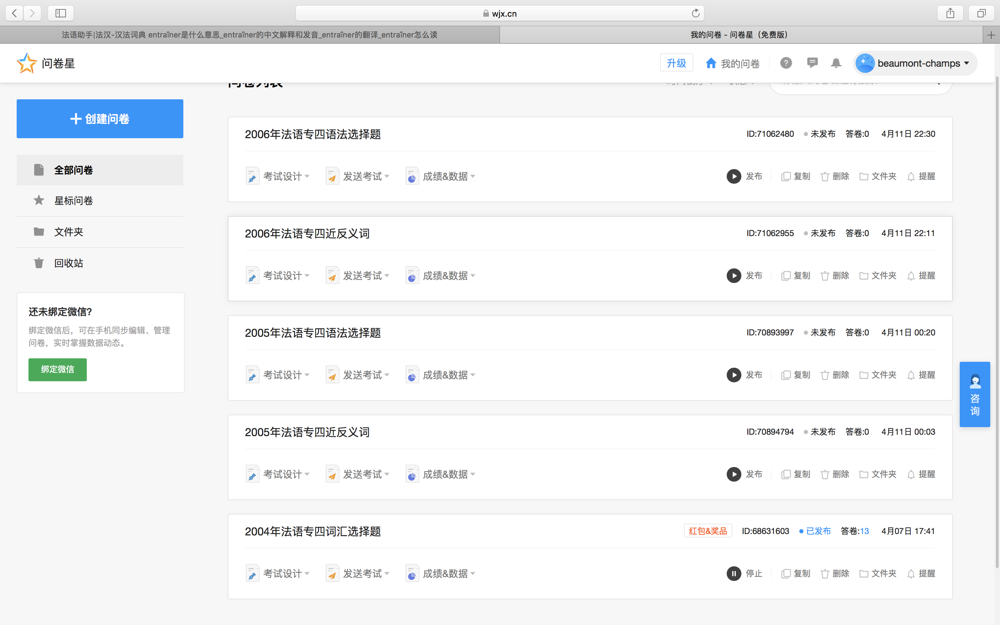 wjx.cn
法语助手|法汉-汉法词典 entraîner是什么意思_entraîner的中文解释和发音_entraîner的翻译_entraîner怎么读
我的问卷 - 问卷星（免费版）
问卷星
升级
我的问卷
beaumont-champs
问卷列表
创建问卷
全部问卷
星标问卷
文件夹
回收站
还未绑定微信?
绑定微信后，可在手机同步编辑、管理
问卷，实时掌握数据动态。
绑定微信
2006年法语专四语法选择题 ID:71062480 未发布 答卷:0 4月11日 22:30
考试设计 发送考试 成绩&数据 发布 复制 删除 文件夹 提醒
2006年法语专四近反义词 ID:71062955 未发布 答卷:0 4月11日 22:11
考试设计 发送考试 成绩&数据 发布 复制 删除 文件夹 提醒
2005年法语专四语法选择题 ID:70893997 未发布 答卷:0 4月11日 00:20
考试设计 发送考试 成绩&数据 发布 复制 删除 文件夹 提醒
2005年法语专四近反义词 ID:70894794 未发布 答卷:0 4月11日 00:03
考试设计 发送考试 成绩&数据 发布 复制 删除 文件夹 提醒
2004年法语专四词汇选择题 红包&奖品 ID:68631603 已发布 答卷:13 4月07日 17:41
考试设计 发送考试 成绩&数据 停止 复制 删除 文件夹 提醒
咨
询